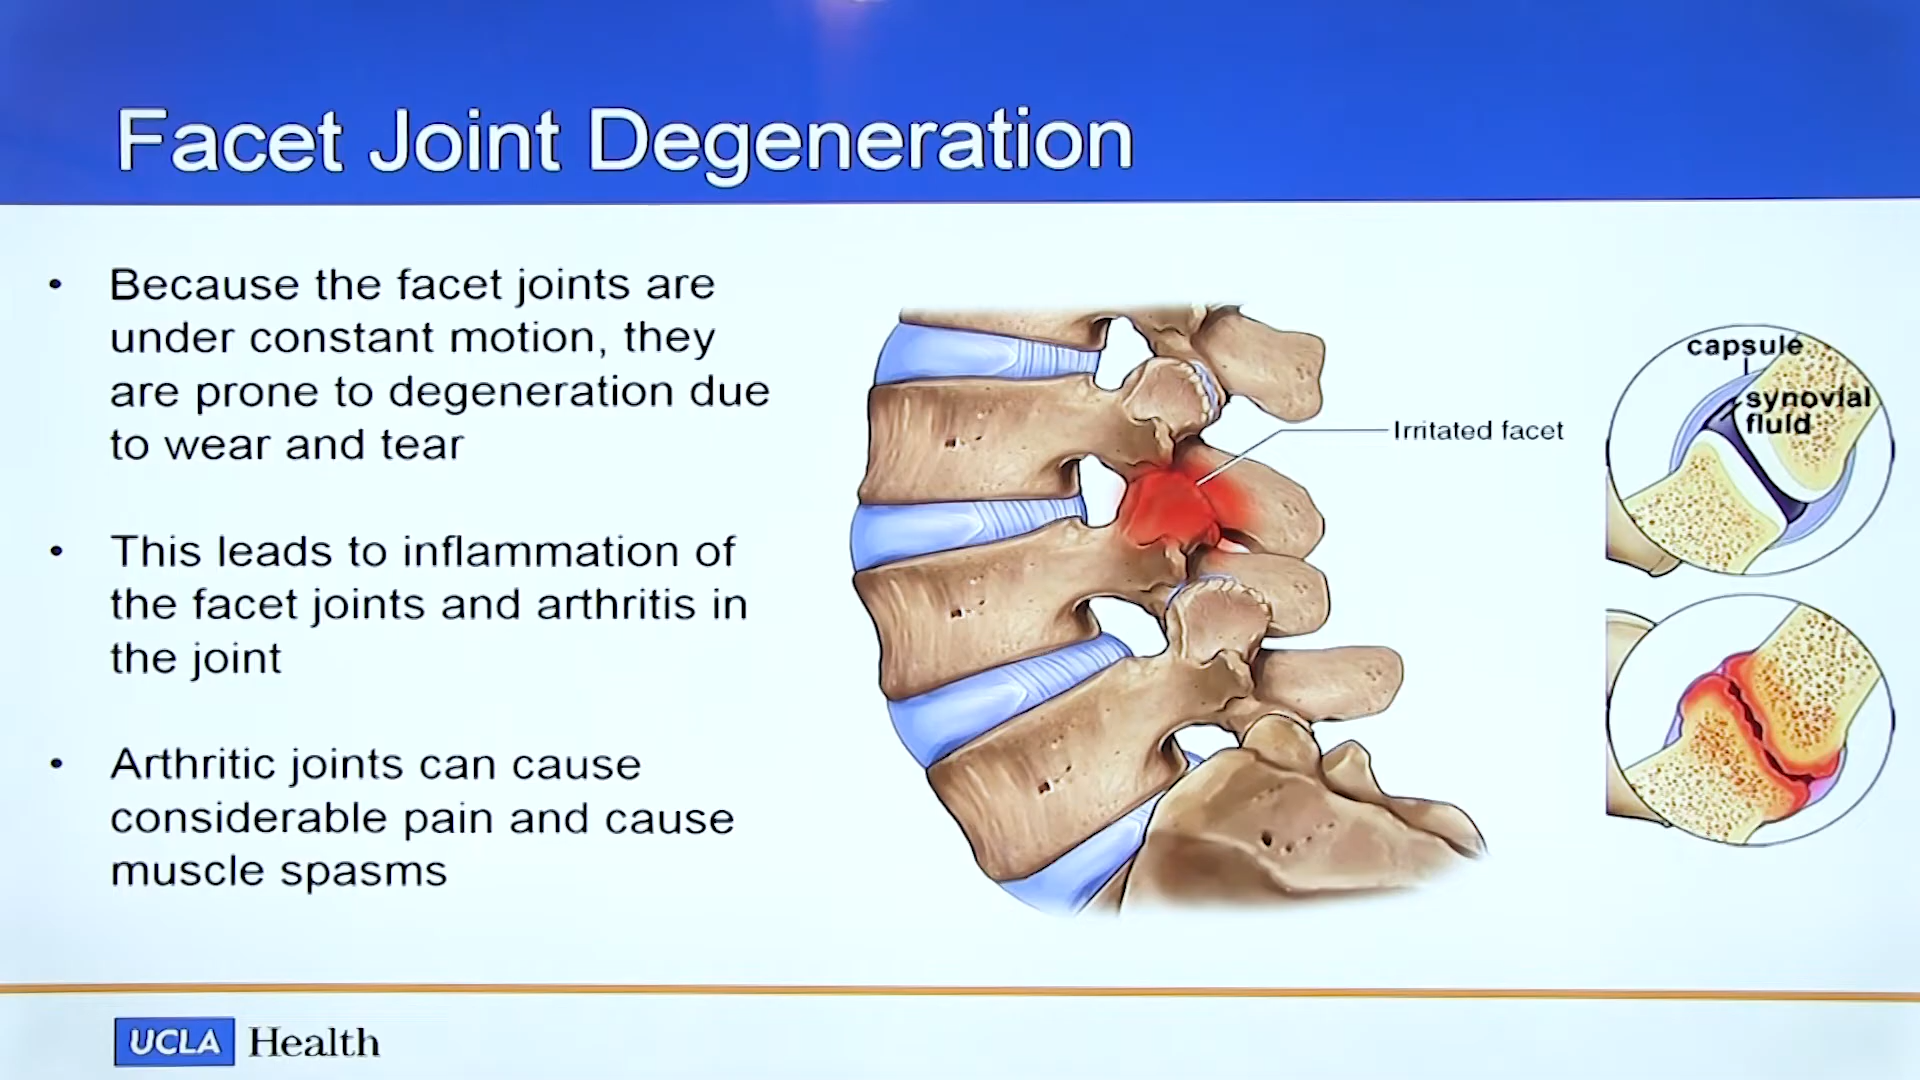 Facet Joint Degeneration
• Because the facet joints are
under constant motion, they
are prone to degeneration due
to wear and tear
• This leads to inflammation of
the facet joints and arthritis in
the joint
• Arthritic joints can cause
considerable pain and cause
muscle spasms
Irritated facet
capsule
synovial
fluid
UCLA Health